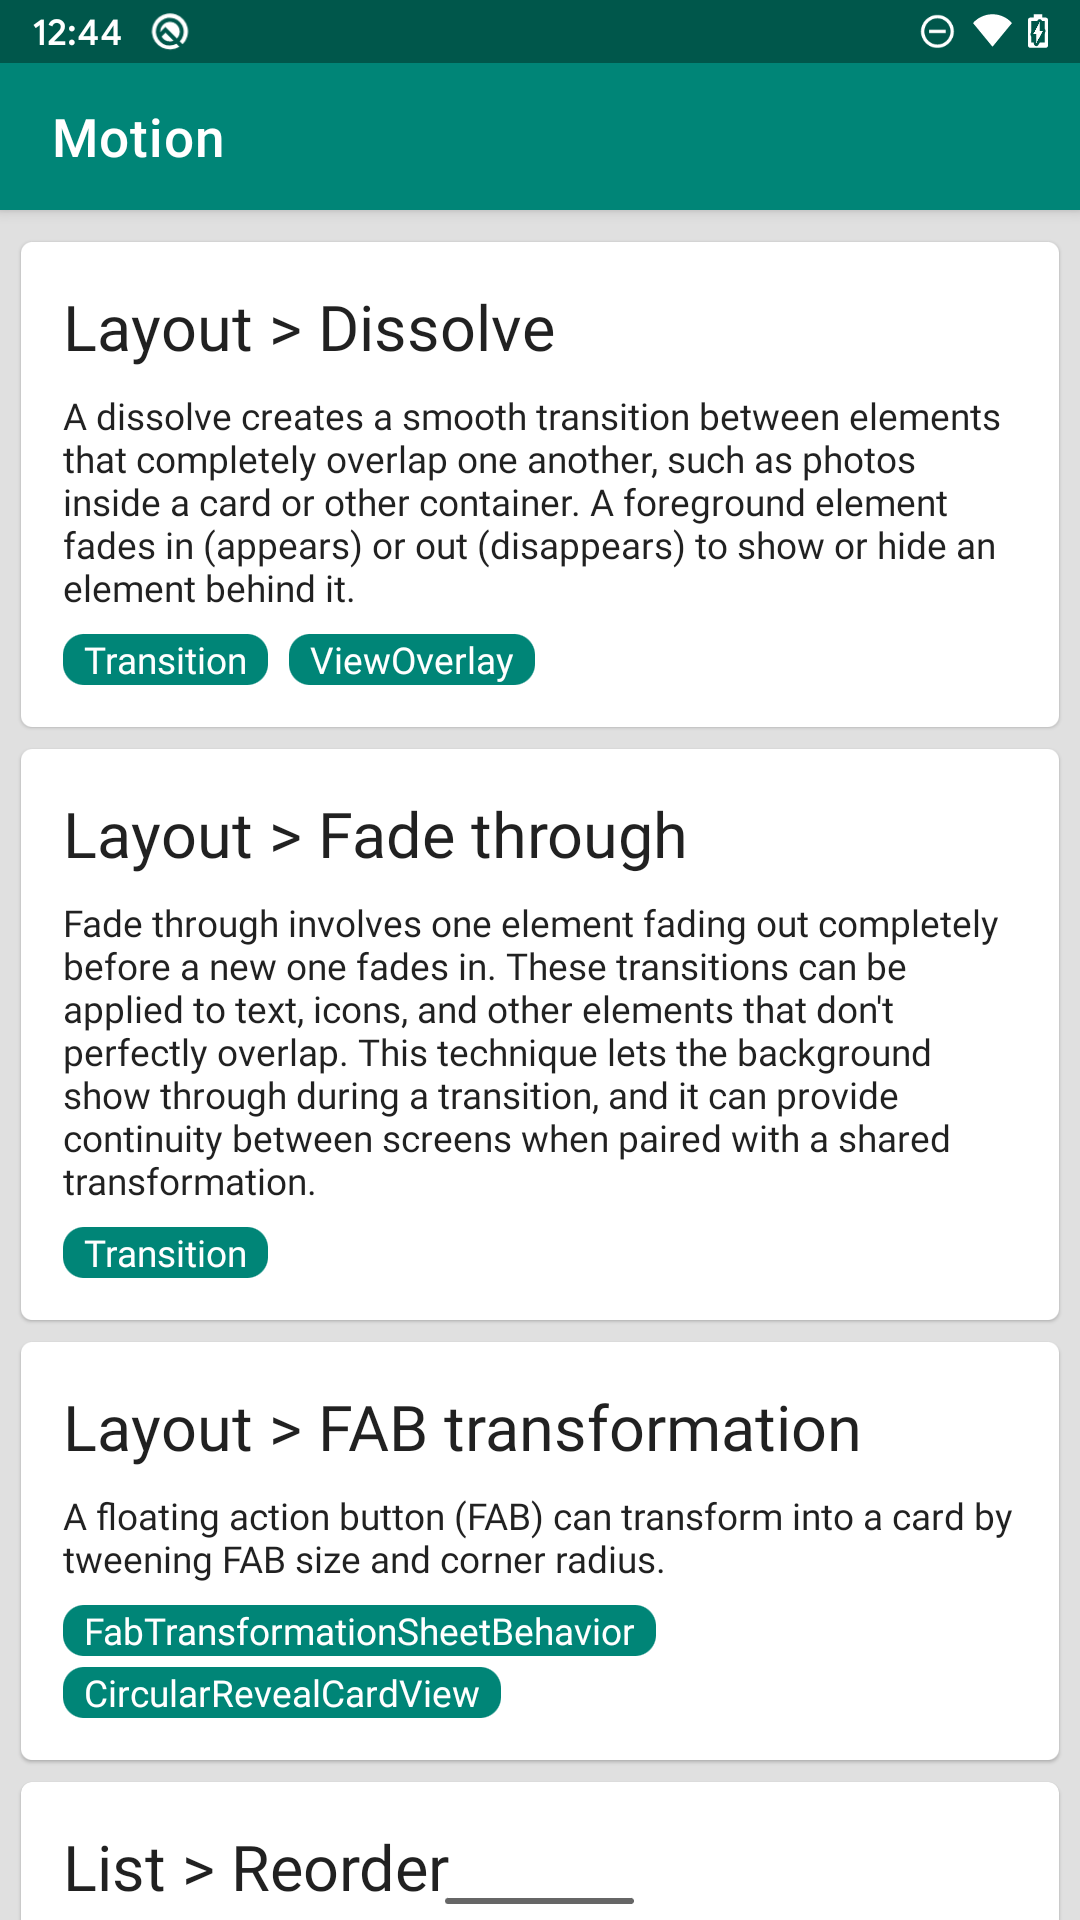 12:44
Motion
Layout > Dissolve
A dissolve creates a smooth transition between elements
that completely overlap one another, such as photos
inside a card or other container. A foreground element
fades in (appears) or out (disappears) to show or hide an
element behind it.
Transition ViewOverlay
Layout > Fade through
Fade through involves one element fading out completely
before a new one fades in. These transitions can be
applied to text, icons, and other elements that don't
perfectly overlap. This technique lets the background
show through during a transition, and it can provide
continuity between screens when paired with a shared
transformation.
Transition
Layout > FAB transformation
A floating action button (FAB) can transform into a card by
tweening FAB size and corner radius.
FabTransformationSheetBehavior
CircularRevealCardView
List > Reorder